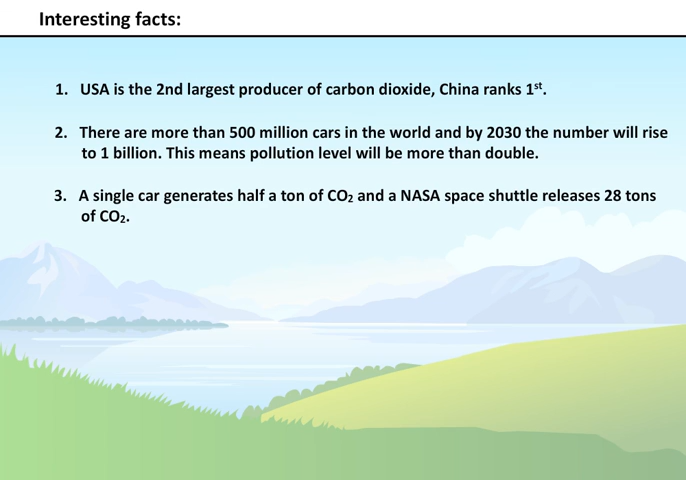 Interesting facts:
1. USA is the 2nd largest producer of carbon dioxide, China ranks 1st.
2. There are more than 500 million cars in the world and by 2030 the number will rise
to 1 billion. This means pollution level will be more than double.
3. A single car generates half a ton of CO₂ and a NASA space shuttle releases 28 tons
of CO₂.